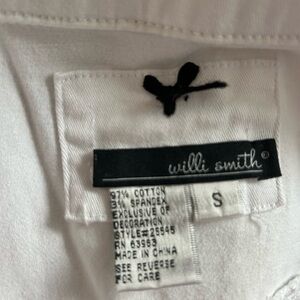 willi smith®
S
97% COTTON
3% SPANDEX
EXCLUSIVE OF
DECORATION
STYLE#28545
RN 63963
MADE IN CHINA
SEE REVERSE
FOR CARE